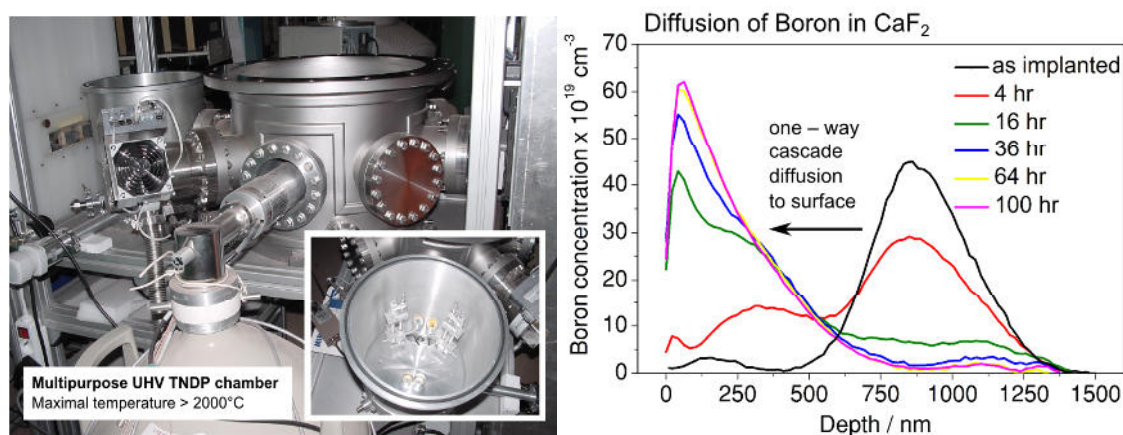 Multipurpose UHV TNDP chamber
Maximal temperature > 2000°C
Diffusion of Boron in CaF₂
Boron concentration x 10¹⁹ cm⁻³
70
60
50
40
30
20
10
0
as implanted
4 hr
16 hr
36 hr
64 hr
100 hr
one – way
cascade
diffusion
to surface
0 250 500 750 1000 1250 1500
Depth / nm